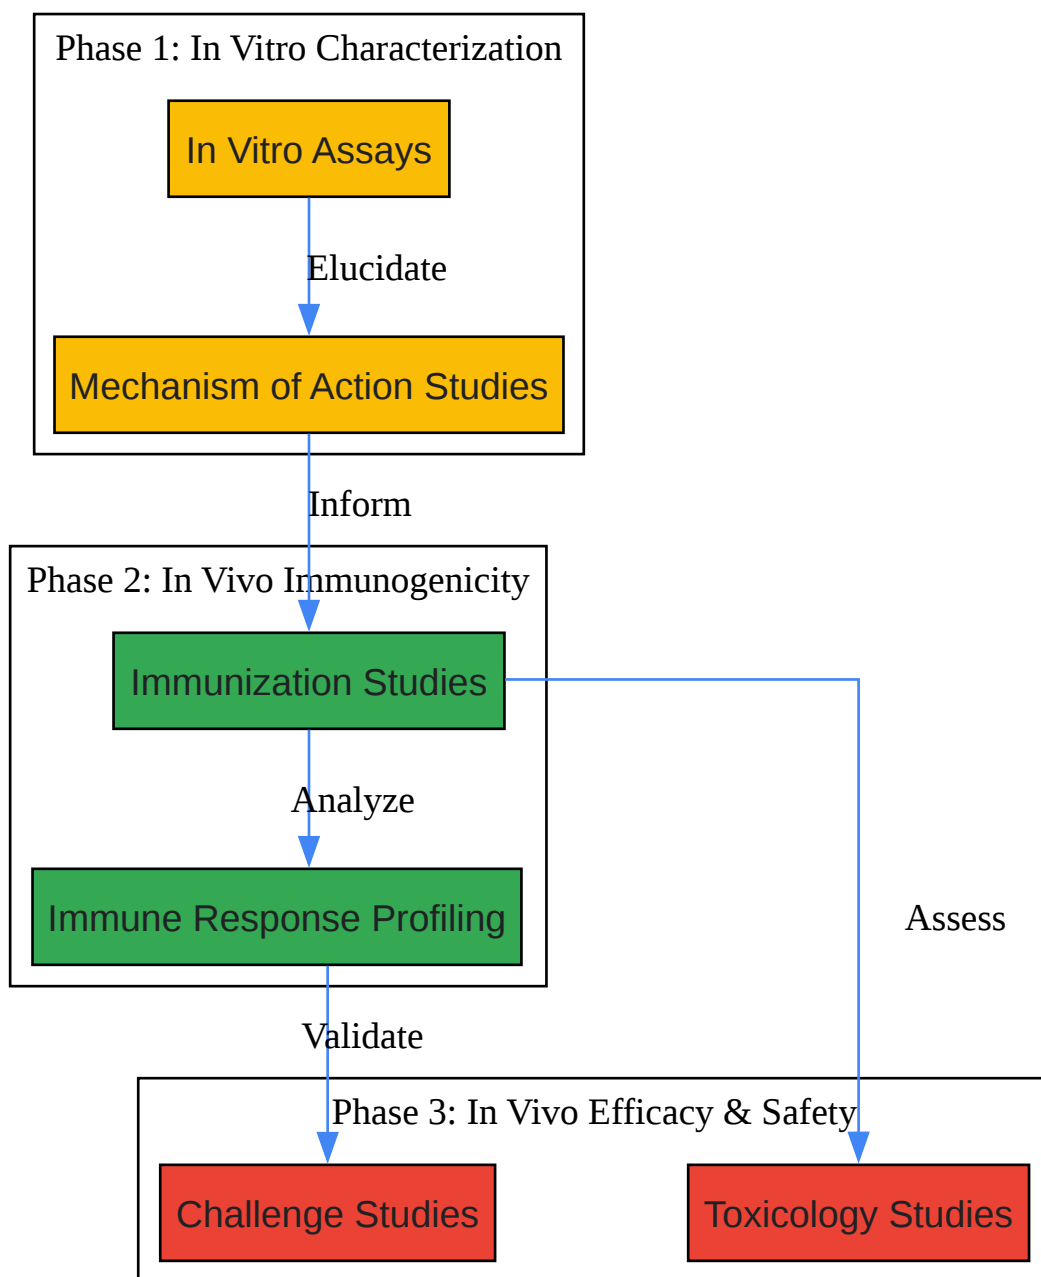 Phase 1: In Vitro Characterization
In Vitro Assays
Elucidate
Mechanism of Action Studies
Inform
Phase 2: In Vivo Immunogenicity
Immunization Studies
Analyze
Immune Response Profiling
Assess
Validate
Phase 3: In Vivo Efficacy & Safety
Challenge Studies
Toxicology Studies